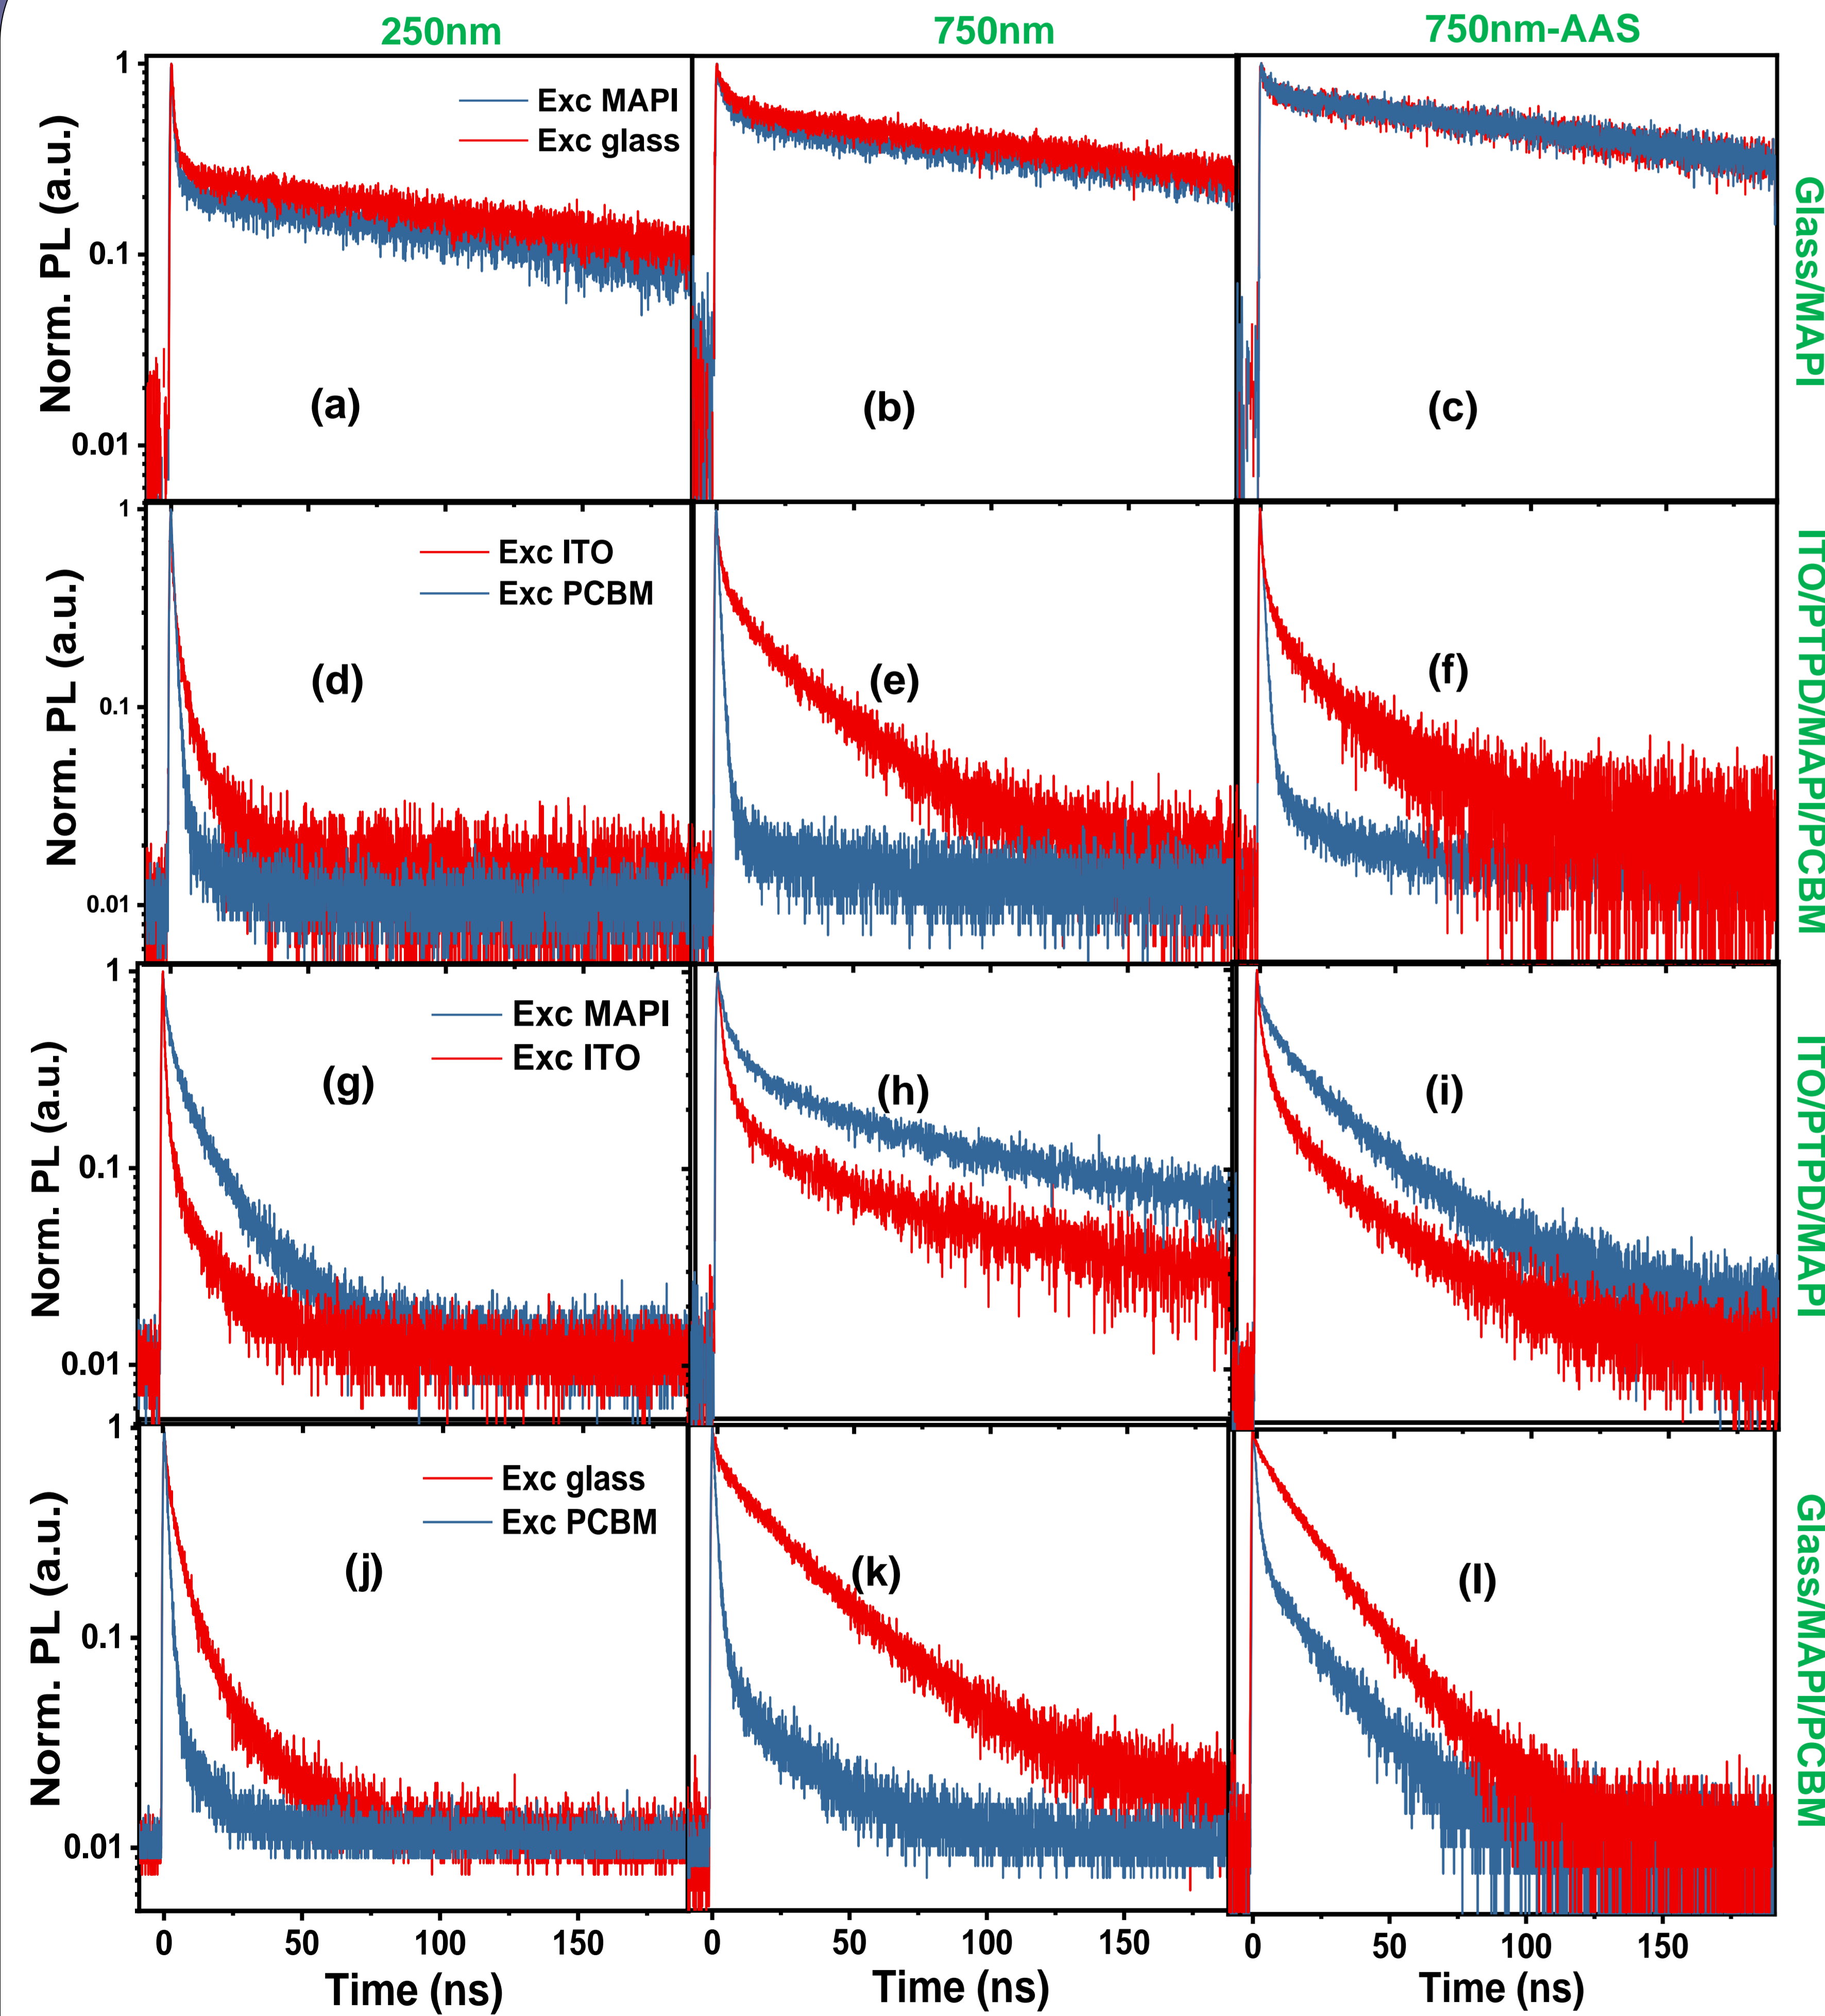 250nm
750nm
750nm-AAS
Norm. PL (a.u.)
1
0.1
0.01
Exc MAPI
Exc glass
(a)
(b)
(c)
Glass/MAPI
Norm. PL (a.u.)
1
0.1
0.01
Exc ITO
Exc PCBM
(d)
(e)
(f)
ITO/PTPD/MAPI/PCBM
Norm. PL (a.u.)
1
0.1
0.01
Exc MAPI
Exc ITO
(g)
(h)
(i)
ITO/PTPD/MAPI
Norm. PL (a.u.)
1
0.1
0.01
Exc glass
Exc PCBM
(j)
(k)
(l)
Glass/MAPI/PCBM
0 50 100 150
0 50 100 150
0 50 100 150
Time (ns)
Time (ns)
Time (ns)